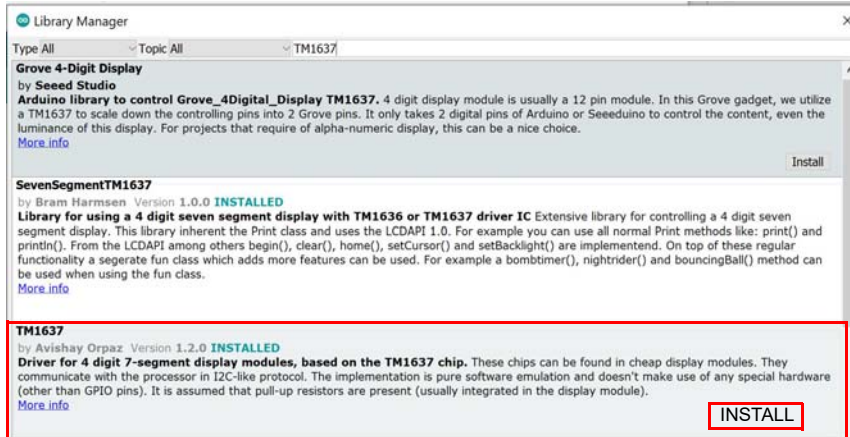 Library Manager
Type All Topic All TM1637
Grove 4-Digit Display
by Seeed Studio
Arduino library to control Grove_4Digital_Display TM1637. 4 digit display module is usually a 12 pin module. In this Grove gadget, we utilize
a TM1637 to scale down the controlling pins into 2 Grove pins. It only takes 2 digital pins of Arduino or Seeeduino to control the content, even the
luminance of this display. For projects that require of alpha-numeric display, this can be a nice choice.
More info
Install
SevenSegmentTM1637
by Bram Harmsen Version 1.0.0 INSTALLED
Library for using a 4 digit seven segment display with TM1636 or TM1637 driver IC Extensive library for controlling a 4 digit seven
segment display. This library inherent the Print class and uses the LCDAPI 1.0. For example you can use all normal Print methods like: print() and
println(). From the LCDAPI among others begin(), clear(), home(), setCursor() and setBacklight() are implementend. On top of these regular
functionality a segerate fun class which adds more features can be used. For example a bombtimer(), nightrider() and bouncingBall() method can
be used when using the fun class.
More info
TM1637
by Avishay Orpaz Version 1.2.0 INSTALLED
Driver for 4 digit 7-segment display modules, based on the TM1637 chip. These chips can be found in cheap display modules. They
communicate with the processor in I2C-like protocol. The implementation is pure software emulation and doesn't make use of any special hardware
(other than GPIO pins). It is assumed that pull-up resistors are present (usually integrated in the display module).
More info
INSTALL